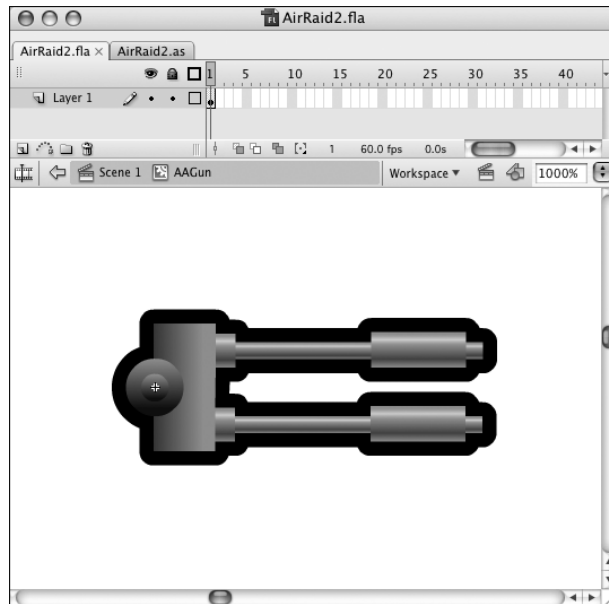 AirRaid2.fla
AirRaid2.fla × AirRaid2.as
1 5 10 15 20 25 30 35 40
Layer 1
1 60.0 fps 0.0s
Scene 1 AAGun Workspace 1000%